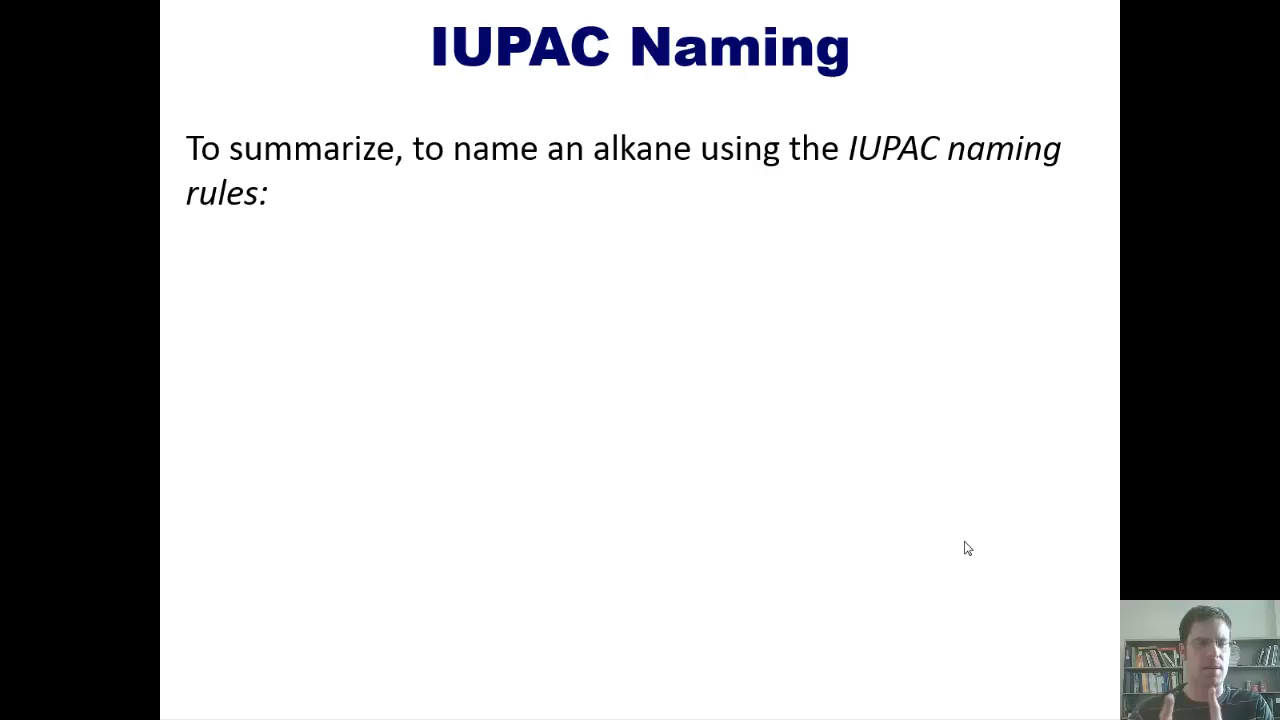 IUPAC Naming
To summarize, to name an alkane using the IUPAC naming
rules: